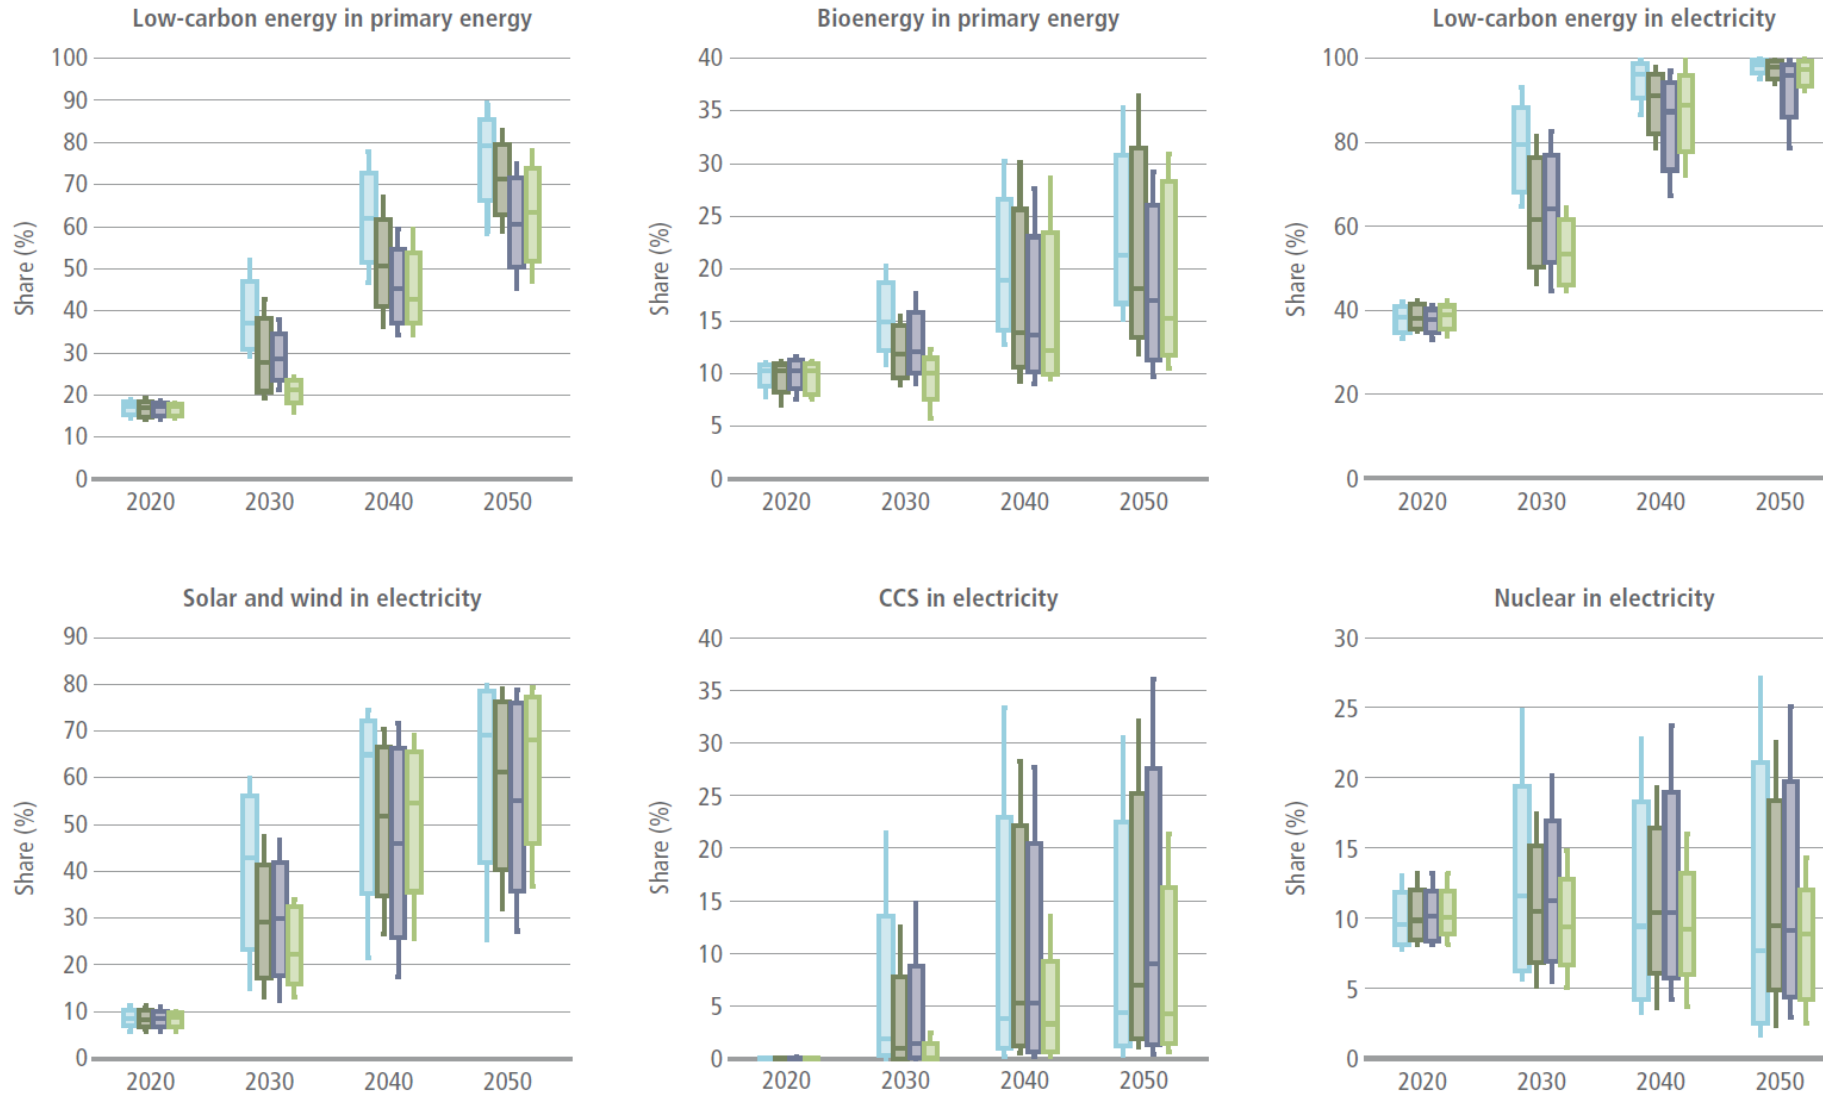 Low-carbon energy in primary energy
100
90
80
70
60
50
40
30
20
10
0
Share (%)
2020 2030 2040 2050
Bioenergy in primary energy
40
35
30
25
20
15
10
5
0
Share (%)
2020 2030 2040 2050
Low-carbon energy in electricity
100
80
60
40
20
0
Share (%)
2020 2030 2040 2050
Solar and wind in electricity
90
80
70
60
50
40
30
20
10
0
Share (%)
2020 2030 2040 2050
CCS in electricity
40
35
30
25
20
15
10
5
0
Share (%)
2020 2030 2040 2050
Nuclear in electricity
30
25
20
15
10
5
0
Share (%)
2020 2030 2040 2050